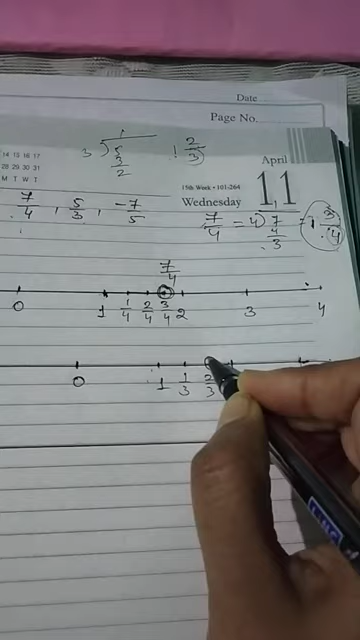 Date
Page No.
14 15 16 17
28 29 30 31
M T W T
April
15th Week • 101-264
Wednesday 11
3 ) 5 1
3
2
1 2/3
7/4 , 5/3 , -7/5
7/4 = 4) 7 1 = 1 3/4
4
3
7/4
0 1 1/4 2/4 3/4 2 3 4
0 1 1/3 2/3